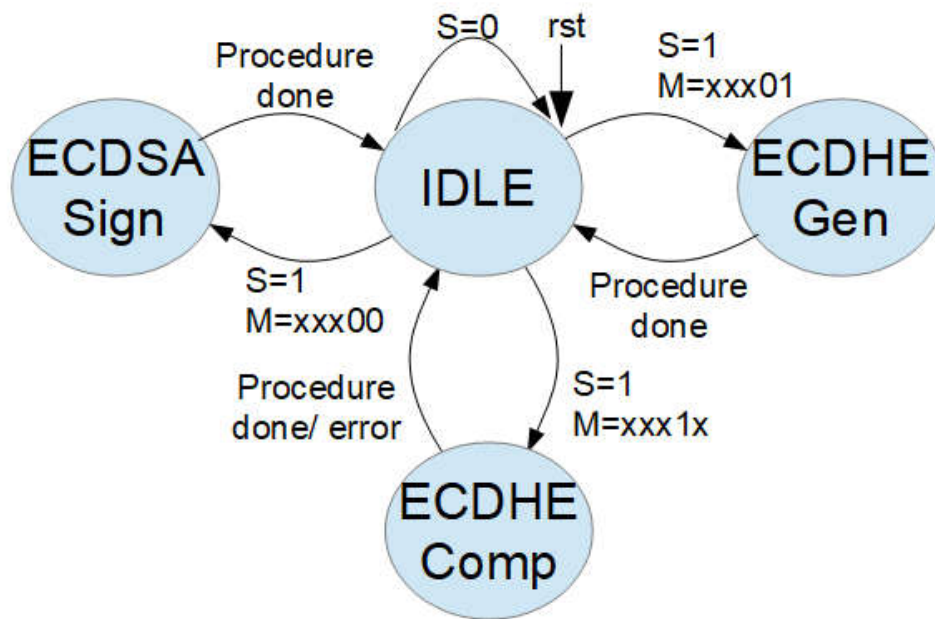 S=0
rst
Procedure
done
S=1
M=xxx01
ECDSA
Sign
IDLE
ECDHE
Gen
S=1
M=xxx00
Procedure
done
Procedure
done/ error
S=1
M=xxx1x
ECDHE
Comp